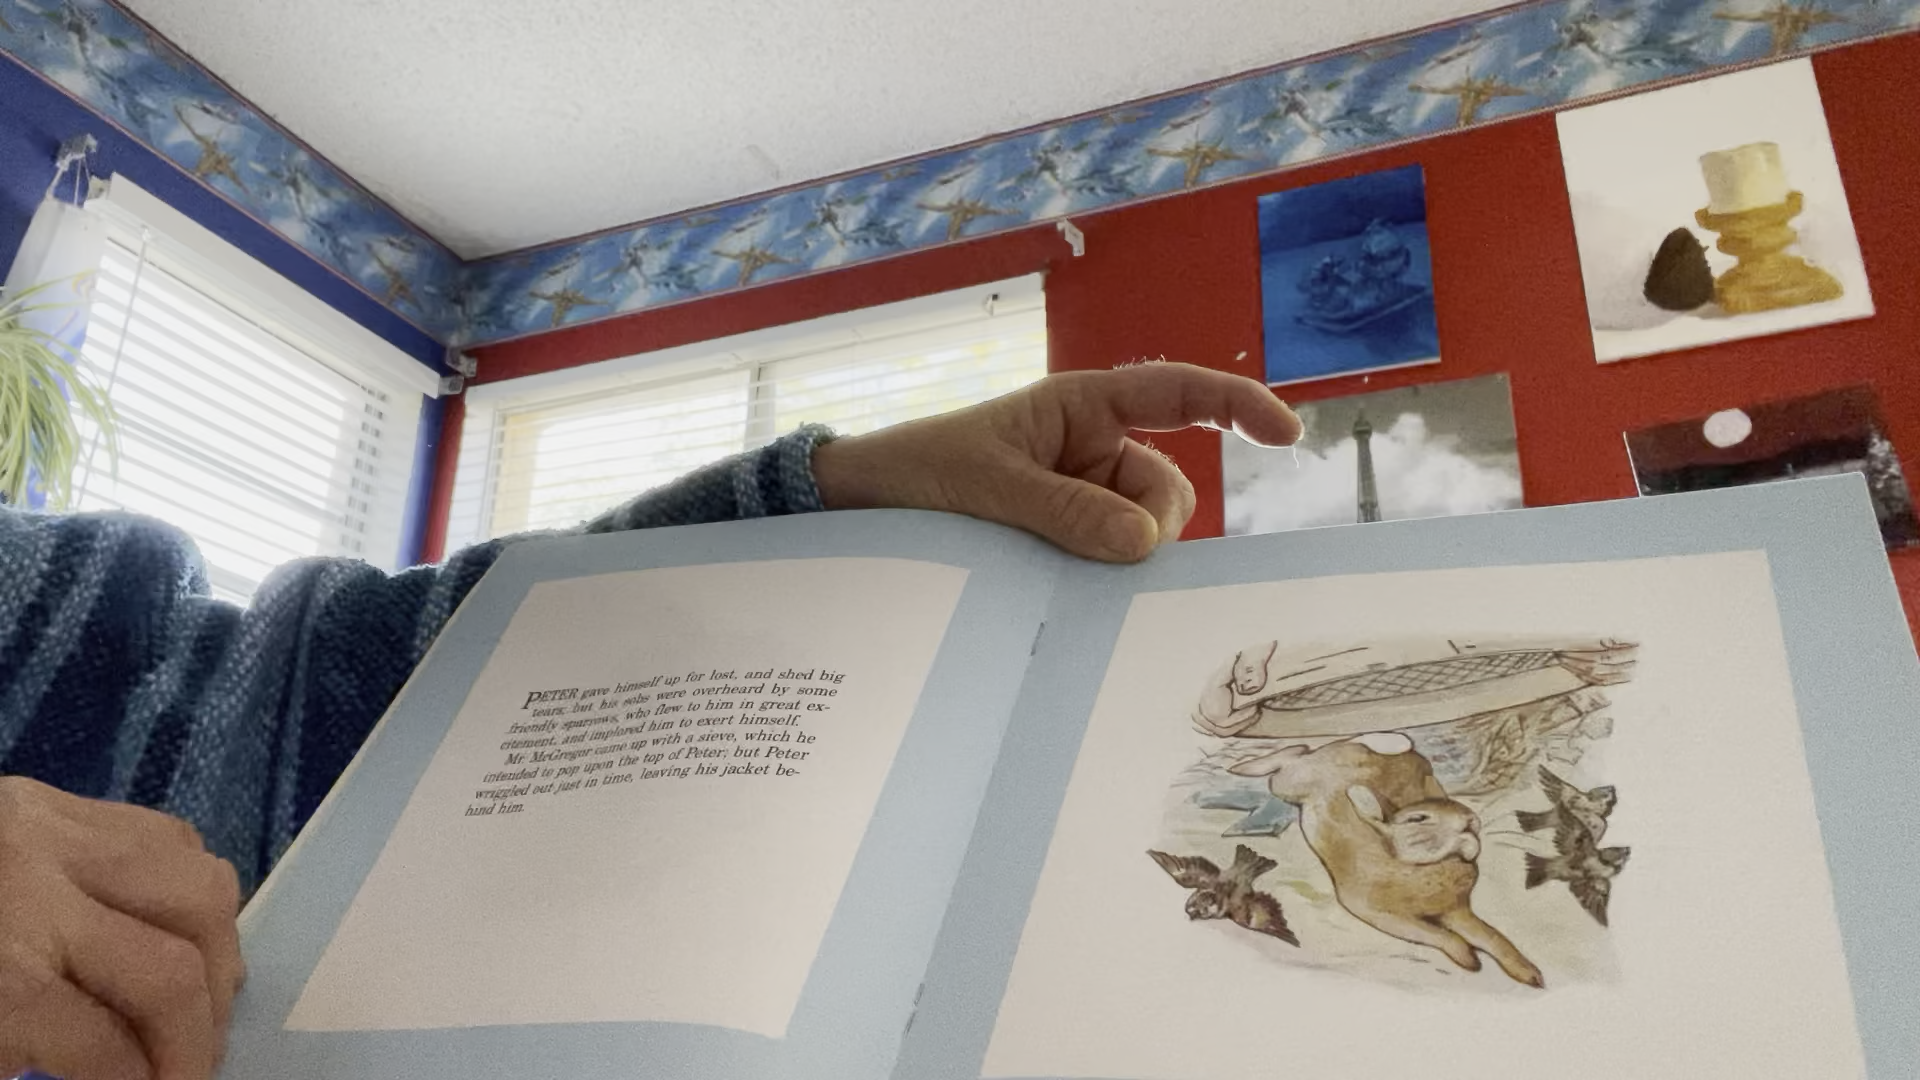 PETER gave himself up for lost, and shed big
tears; but his sobs were overheard by some
friendly sparrows, who flew to him in great ex-
citement, and implored him to exert himself.
Mr. McGregor came up with a sieve, which he
intended to pop upon the top of Peter; but Peter
wriggled out just in time, leaving his jacket be-
hind him.